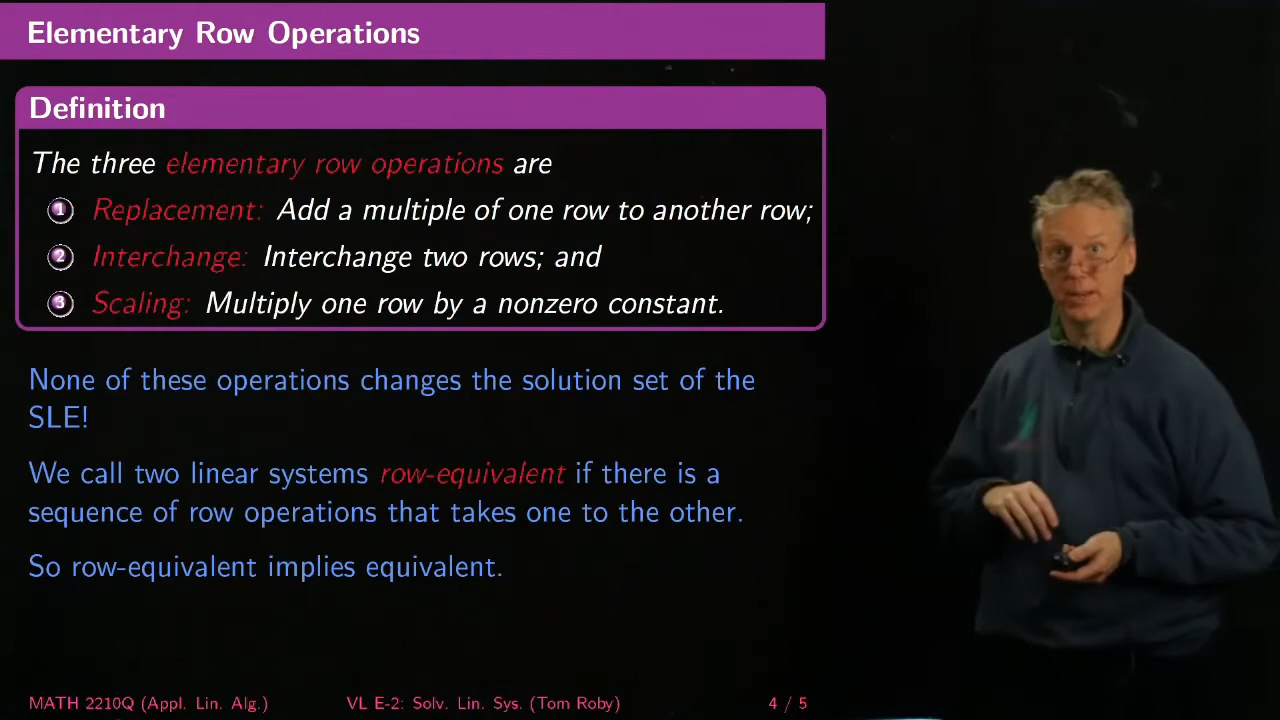 Elementary Row Operations
Definition
The three elementary row operations are
1 Replacement: Add a multiple of one row to another row;
2 Interchange: Interchange two rows; and
3 Scaling: Multiply one row by a nonzero constant.
None of these operations changes the solution set of the
SLE!
We call two linear systems row-equivalent if there is a
sequence of row operations that takes one to the other.
So row-equivalent implies equivalent.
MATH 2210Q (Appl. Lin. Alg.) VL E-2: Solv. Lin. Sys. (Tom Roby) 4 / 5